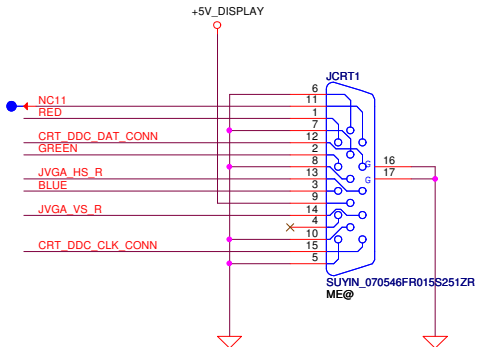 +5V_DISPLAY
JCRT1
6
NC11
11
RED
1
7
CRT_DDC_DAT_CONN
12
GREEN
2
8
G
16
JVGA_HS_R
13
G
17
BLUE
3
9
JVGA_VS_R
14
4
10
CRT_DDC_CLK_CONN
15
5
SUYIN_070546FR015S251ZR
ME@